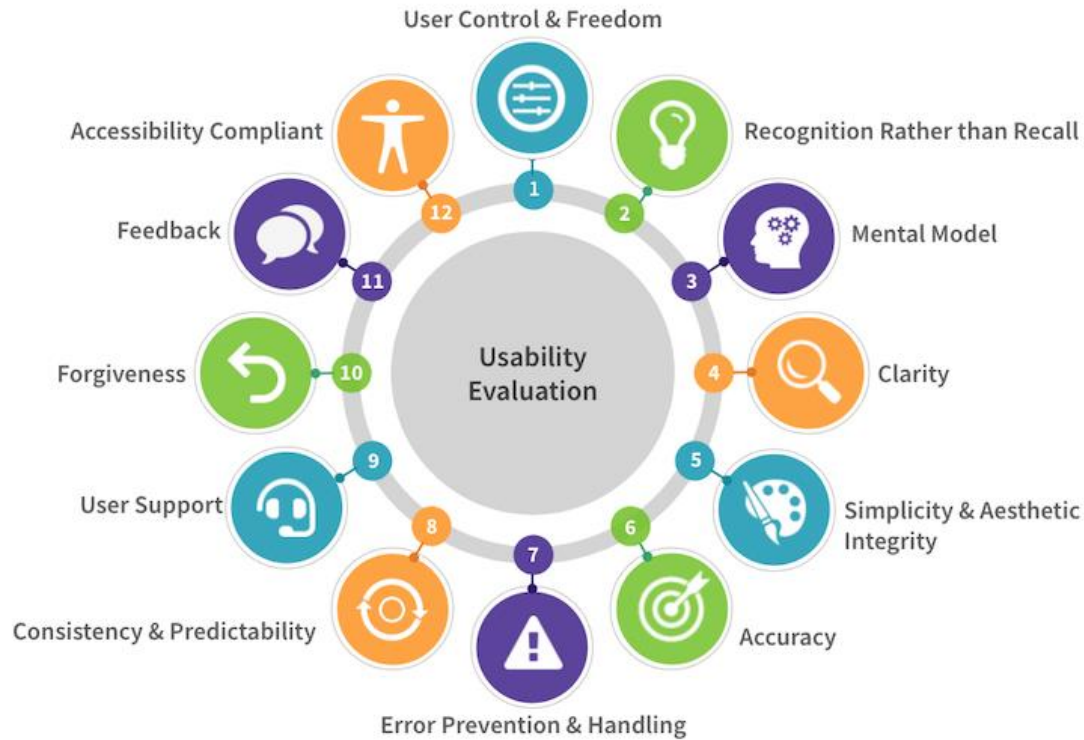 User Control & Freedom
1
Recognition Rather than Recall
2
Mental Model
3
Clarity
4
Simplicity & Aesthetic
Integrity
5
Accuracy
6
Error Prevention & Handling
7
Consistency & Predictability
8
User Support
9
Forgiveness
10
Feedback
11
Accessibility Compliant
12
Usability
Evaluation